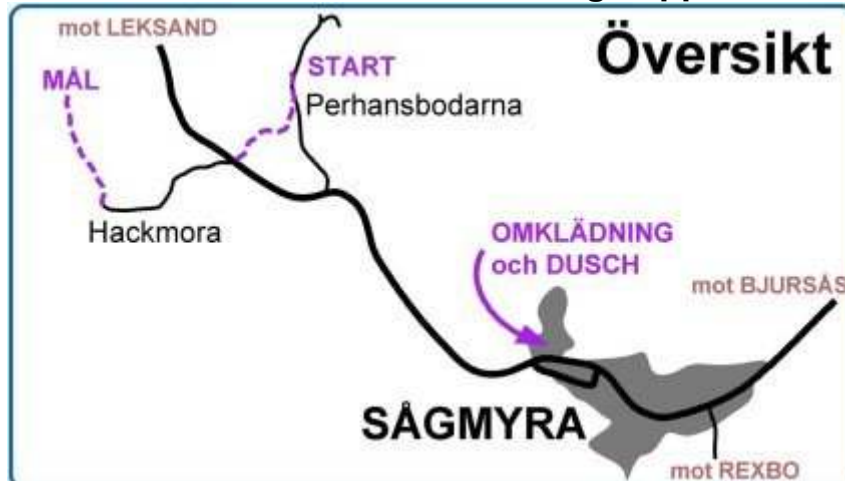 mot LEKSAND
Översikt
MÅL
START
Perhansbodarna
Hackmora
OMKLÄDNING
och DUSCH
mot BJURSÅS
SÅGMYRA
mot REXBO